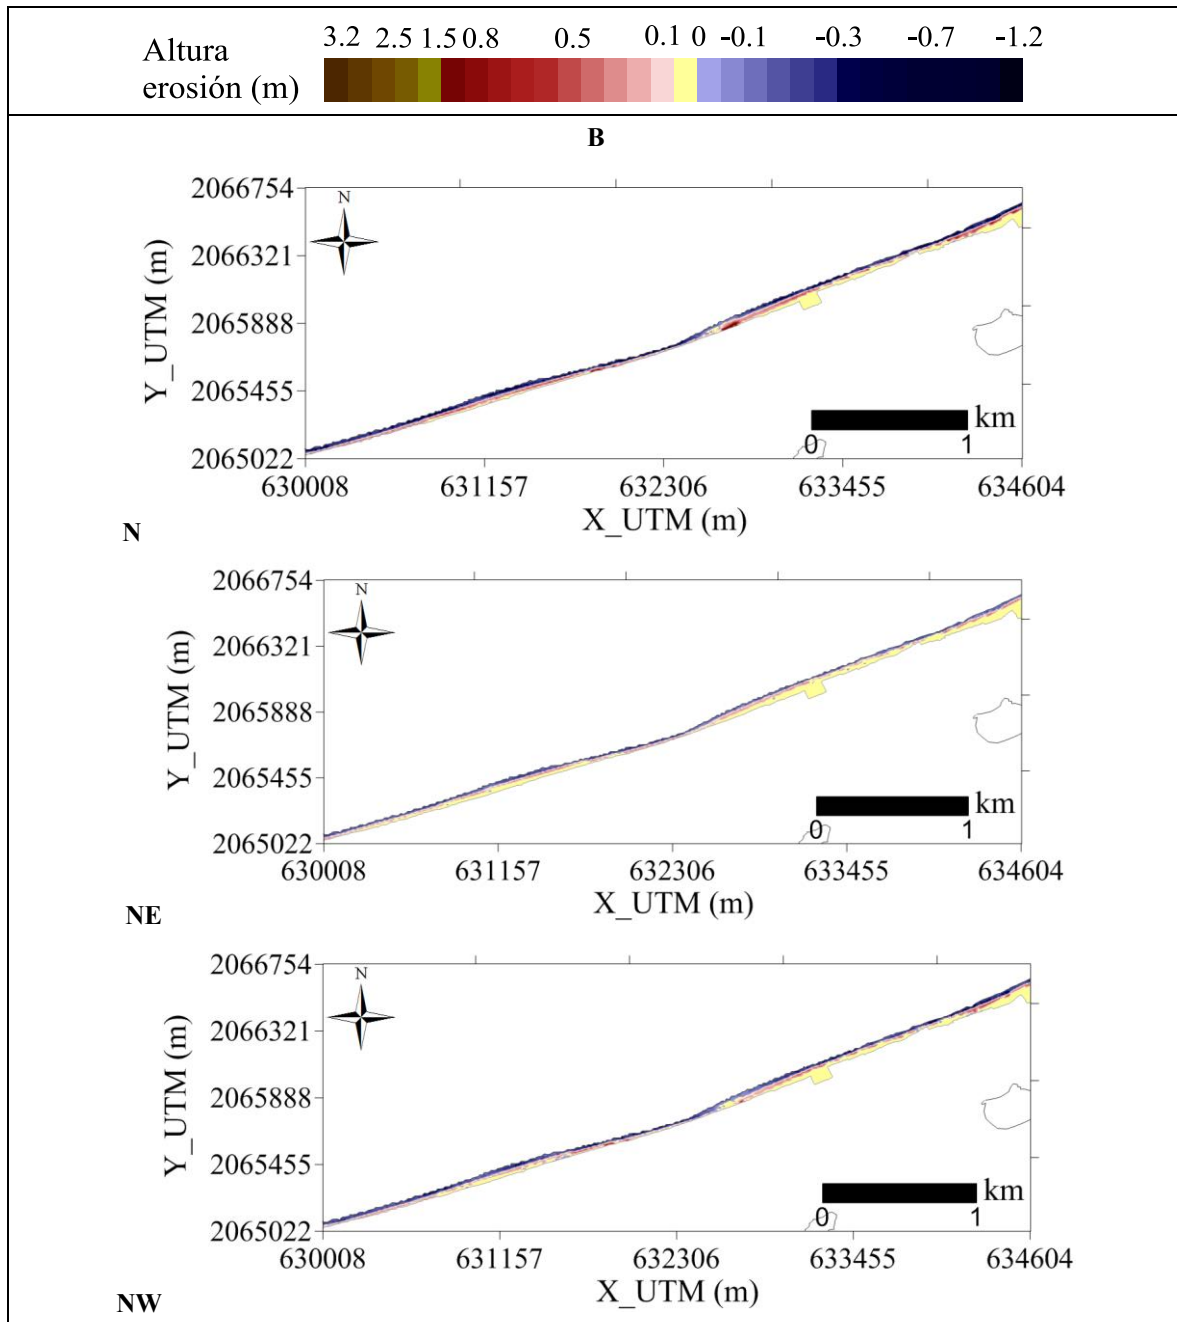 3.2 2.5 1.5 0.8 0.5 0.1 0 -0.1 -0.3 -0.7 -1.2
Altura
erosión (m)
B
2066754
N
2066321
2065888
2065455
2065022
Y_UTM (m)
km
0 1
630008 631157 632306 633455 634604
X_UTM (m)
N
2066754
N
2066321
2065888
2065455
2065022
Y_UTM (m)
km
0 1
630008 631157 632306 633455 634604
X_UTM (m)
NE
2066754
N
2066321
2065888
2065455
2065022
Y_UTM (m)
km
0 1
630008 631157 632306 633455 634604
X_UTM (m)
NW